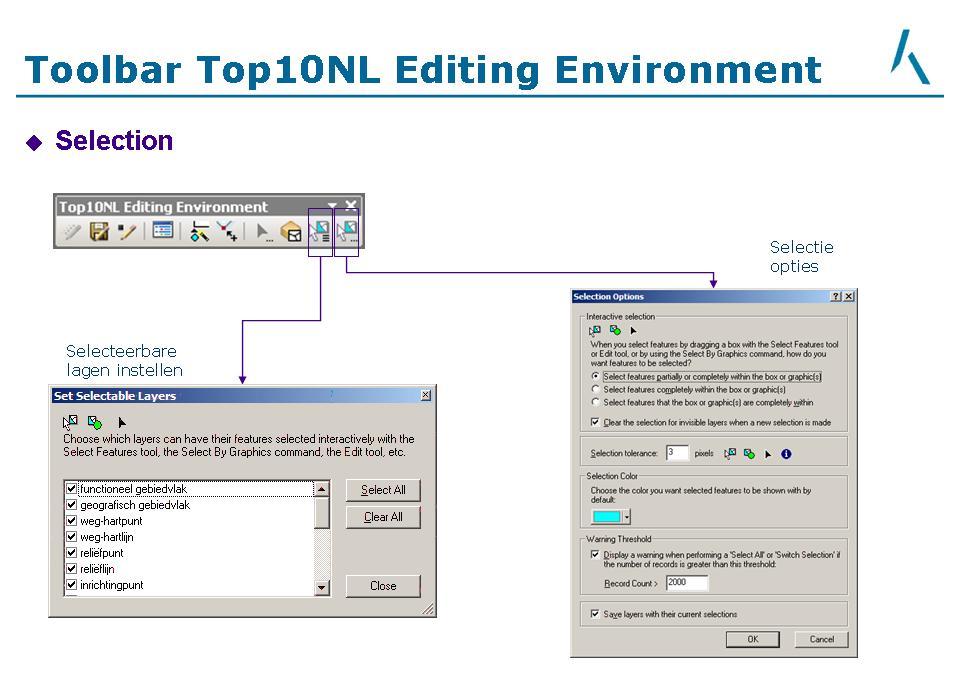 Toolbar Top10NL Editing Environment
Selection
Top10NL Editing Environment
Selectie
opties
Selecteerbare
lagen instellen
Set Selectable Layers
Choose which layers can have their features selected interactively with the
Select Features tool, the Select By Graphics command, the Edit tool, etc.
functioneel gebiedvlak
geografisch gebiedvlak
weg-hartpunt
weg-hartlijn
reliëfpunt
reliëflijn
inrichtingpunt
Select All
Clear All
Close
Selection Options
Interactive selection
When you select features by dragging a box with the Select Features tool
or Edit tool, or by using the Select By Graphics command, how do you
want features to be selected?
Select features partially or completely within the box or graphic(s)
Select features completely within the box or graphic(s)
Select features that the box or graphic(s) are completely within
Clear the selection for invisible layers when a new selection is made
Selection tolerance: 3 pixels
Selection Color
Choose the color you want selected features to be shown with by
default:
Warning Threshold
Display a warning when performing a 'Select All' or 'Switch Selection' if
the number of records is greater than this threshold:
Record Count > 2000
Save layers with their current selections
OK Cancel